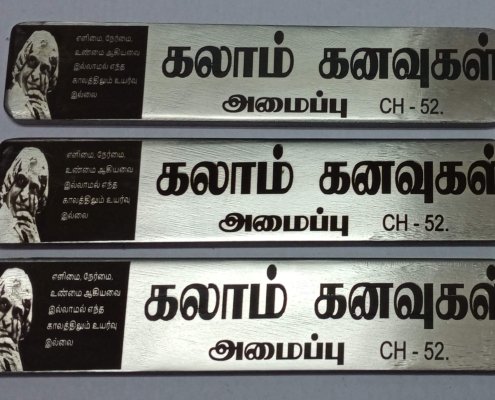 எளிமை, நேர்மை,
உண்மை ஆகியவை
இல்லாமல் எந்த
காலத்திலும் உயர்வு
இல்லை
கலாம் கனவுகள்
அமைப்பு CH - 52.
எளிமை, நேர்மை,
உண்மை ஆகியவை
இல்லாமல் எந்த
காலத்திலும் உயர்வு
இல்லை
கலாம் கனவுகள்
அமைப்பு CH - 52.
எளிமை, நேர்மை,
உண்மை ஆகியவை
இல்லாமல் எந்த
காலத்திலும் உயர்வு
இல்லை
கலாம் கனவுகள்
அமைப்பு CH - 52.